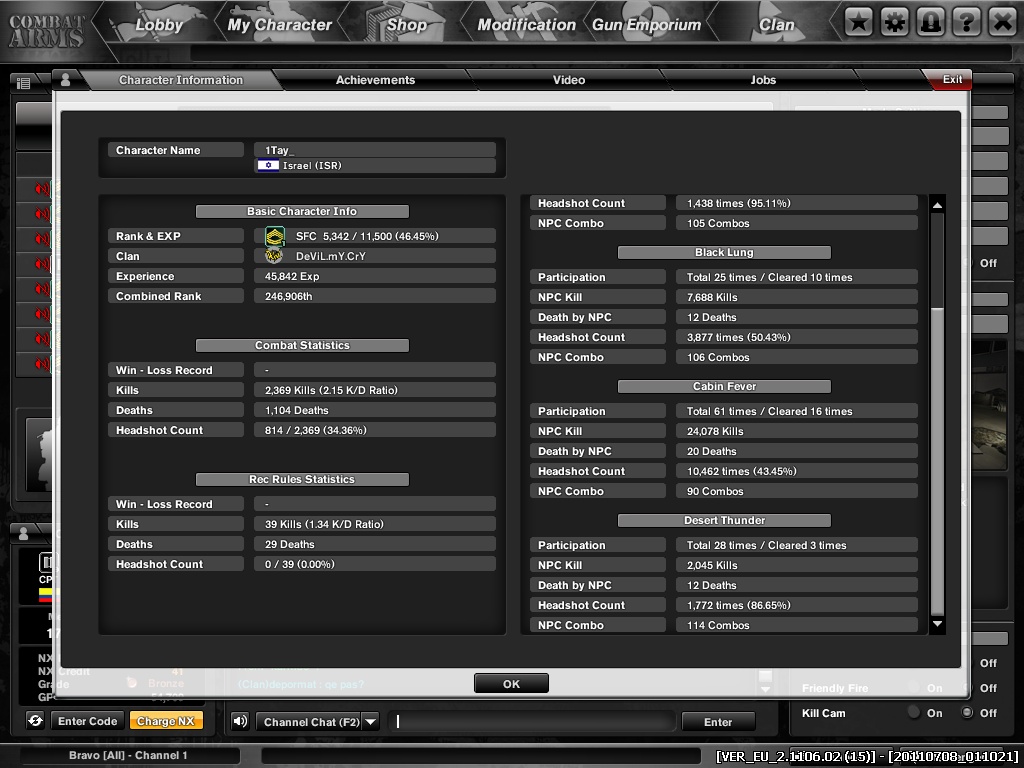 COMBAT ARMS
Lobby
My Character
Shop
Modification
Gun Emporium
Clan
Character Information
Achievements
Video
Jobs
Exit
Character Name
1Tay_
Israel (ISR)
Basic Character Info
Rank & EXP
SFC 5,342 / 11,500 (46.45%)
Clan
DeViL.mY.CrY
Experience
45,842 Exp
Combined Rank
246,906th
Combat Statistics
Win - Loss Record
-
Kills
2,369 Kills (2.15 K/D Ratio)
Deaths
1,104 Deaths
Headshot Count
814 / 2,369 (34.36%)
Rec Rules Statistics
Win - Loss Record
-
Kills
39 Kills (1.34 K/D Ratio)
Deaths
29 Deaths
Headshot Count
0 / 39 (0.00%)
Headshot Count
1,438 times (95.11%)
NPC Combo
105 Combos
Black Lung
Participation
Total 25 times / Cleared 10 times
NPC Kill
7,688 Kills
Death by NPC
12 Deaths
Headshot Count
3,877 times (50.43%)
NPC Combo
106 Combos
Cabin Fever
Participation
Total 61 times / Cleared 16 times
NPC Kill
24,078 Kills
Death by NPC
20 Deaths
Headshot Count
10,462 times (43.45%)
NPC Combo
90 Combos
Desert Thunder
Participation
Total 28 times / Cleared 3 times
NPC Kill
2,045 Kills
Death by NPC
12 Deaths
Headshot Count
1,772 times (86.65%)
NPC Combo
114 Combos
OK
Off
CP
NX
NX Credit
41
Grade
Bronze
GP
Off
Friendly Fire
On
Off
Kill Cam
On
Off
Enter Code
Charge NX
Channel Chat (F2)
Enter
Bravo [All] - Channel 1
[VER_EU_2.1106.02 (15)] - [20110708_011021]